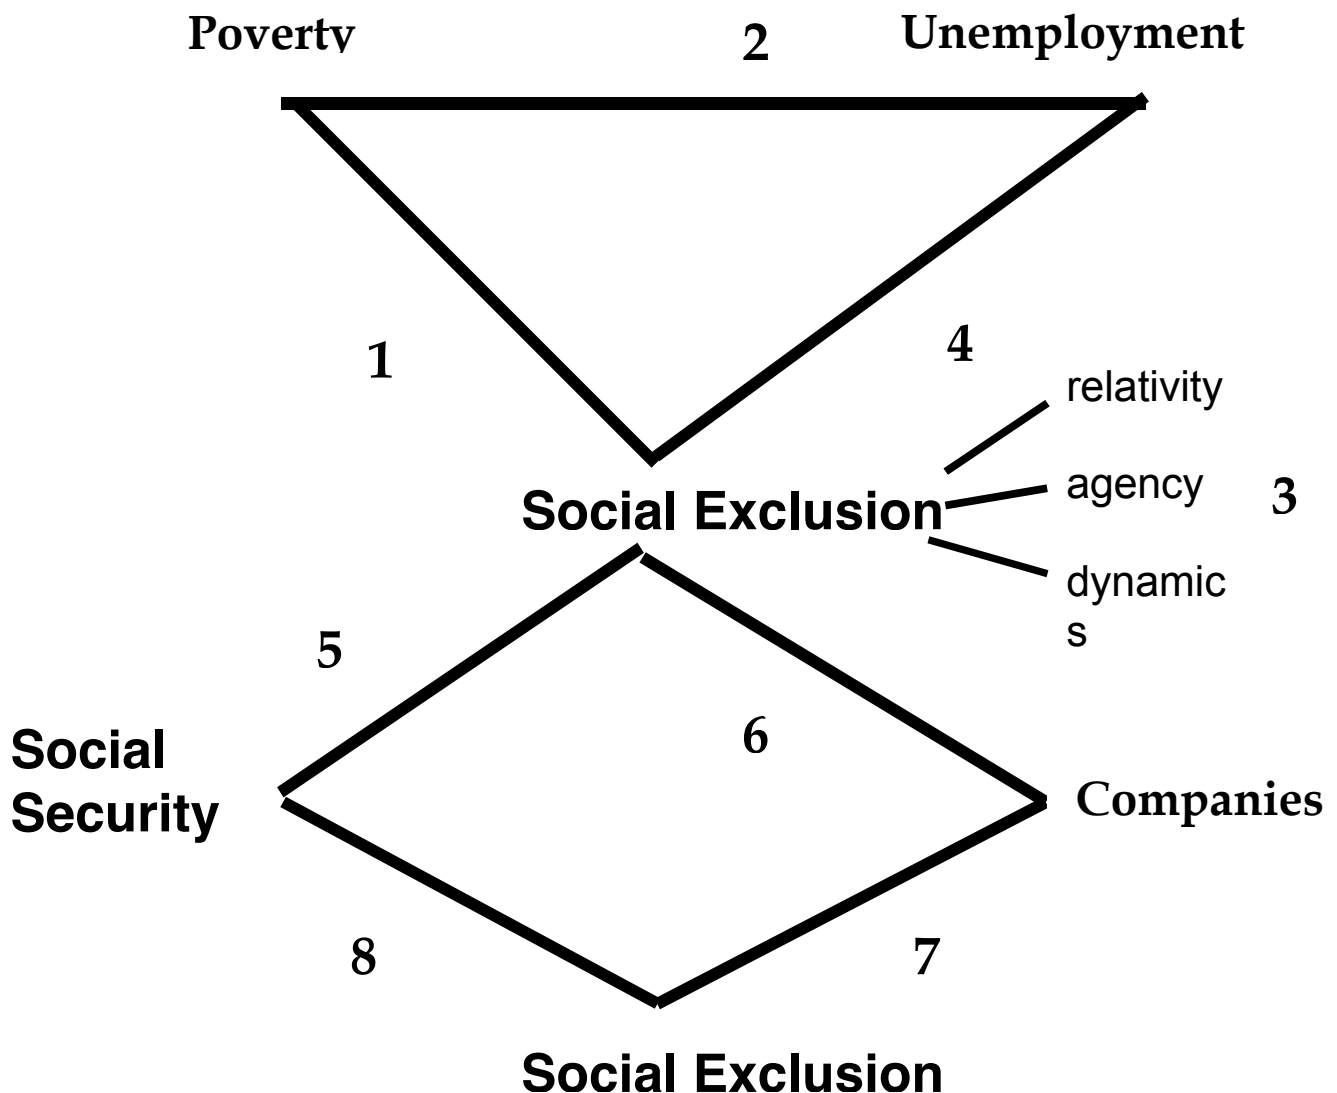 Poverty
2
Unemployment
1
4
relativity
Social Exclusion
agency
3
dynamic
s
5
6
Social
Security
Companies
8
7
Social Exclusion